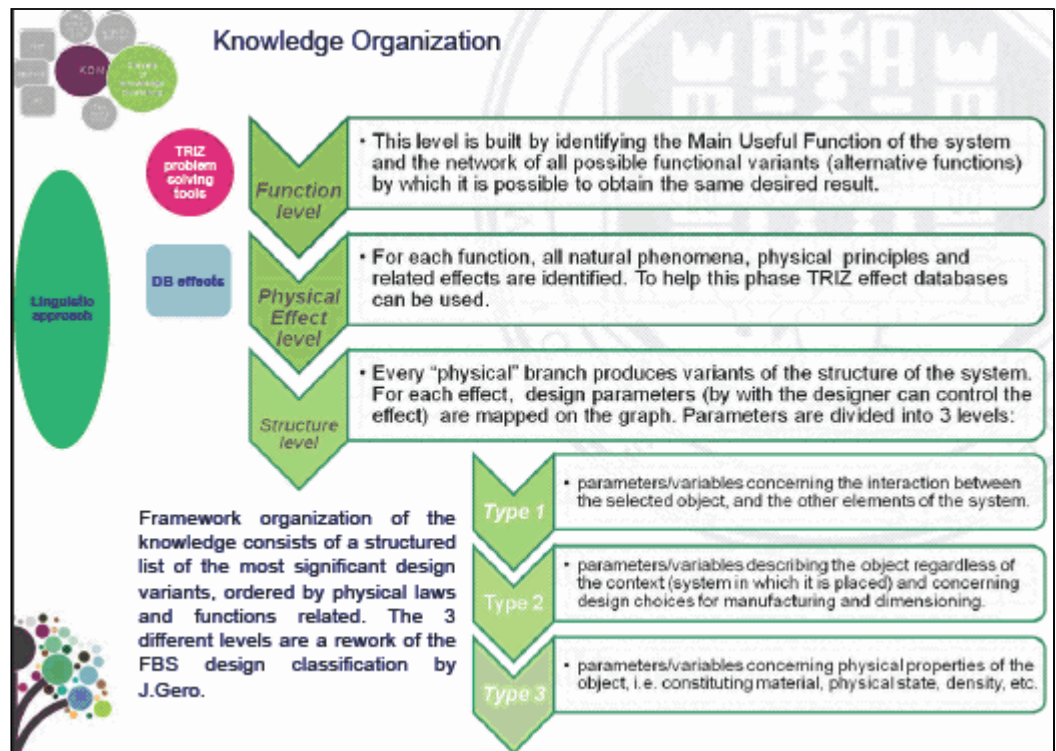 Knowledge Organization
KDM
TRIZ
problem
solving
tools
Function
level
• This level is built by identifying the Main Useful Function of the system
and the network of all possible functional variants (alternative functions)
by which it is possible to obtain the same desired result.
DB effects
Physical
Effect
level
• For each function, all natural phenomena, physical principles and
related effects are identified. To help this phase TRIZ effect databases
can be used.
Linguistic
approach
Structure
level
• Every “physical” branch produces variants of the structure of the system.
For each effect, design parameters (by with the designer can control the
effect) are mapped on the graph. Parameters are divided into 3 levels:
Type 1
• parameters/variables concerning the interaction between
the selected object, and the other elements of the system.
Type 2
• parameters/variables describing the object regardless of
the context (system in which it is placed) and concerning
design choices for manufacturing and dimensioning.
Type 3
• parameters/variables concerning physical properties of the
object, i.e. constituting material, physical state, density, etc.
Framework organization of the
knowledge consists of a structured
list of the most significant design
variants, ordered by physical laws
and functions related. The 3
different levels are a rework of the
FBS design classification by
J.Gero.